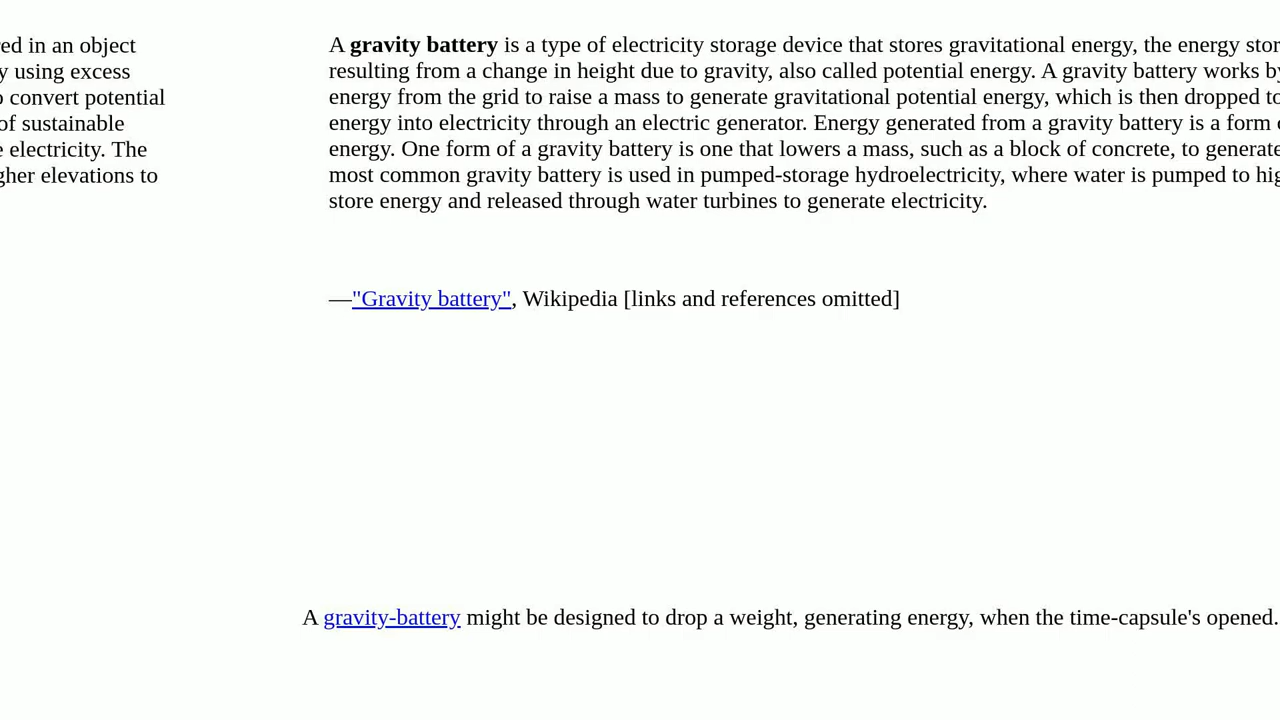 ed in an object
y using excess
o convert potential
of sustainable
e electricity. The
gher elevations to
A gravity battery is a type of electricity storage device that stores gravitational energy, the energy stor
resulting from a change in height due to gravity, also called potential energy. A gravity battery works by
energy from the grid to raise a mass to generate gravitational potential energy, which is then dropped to
energy into electricity through an electric generator. Energy generated from a gravity battery is a form
energy. One form of a gravity battery is one that lowers a mass, such as a block of concrete, to generate
most common gravity battery is used in pumped-storage hydroelectricity, where water is pumped to hig
store energy and released through water turbines to generate electricity.
—"Gravity battery", Wikipedia [links and references omitted]
A gravity-battery might be designed to drop a weight, generating energy, when the time-capsule's opened.